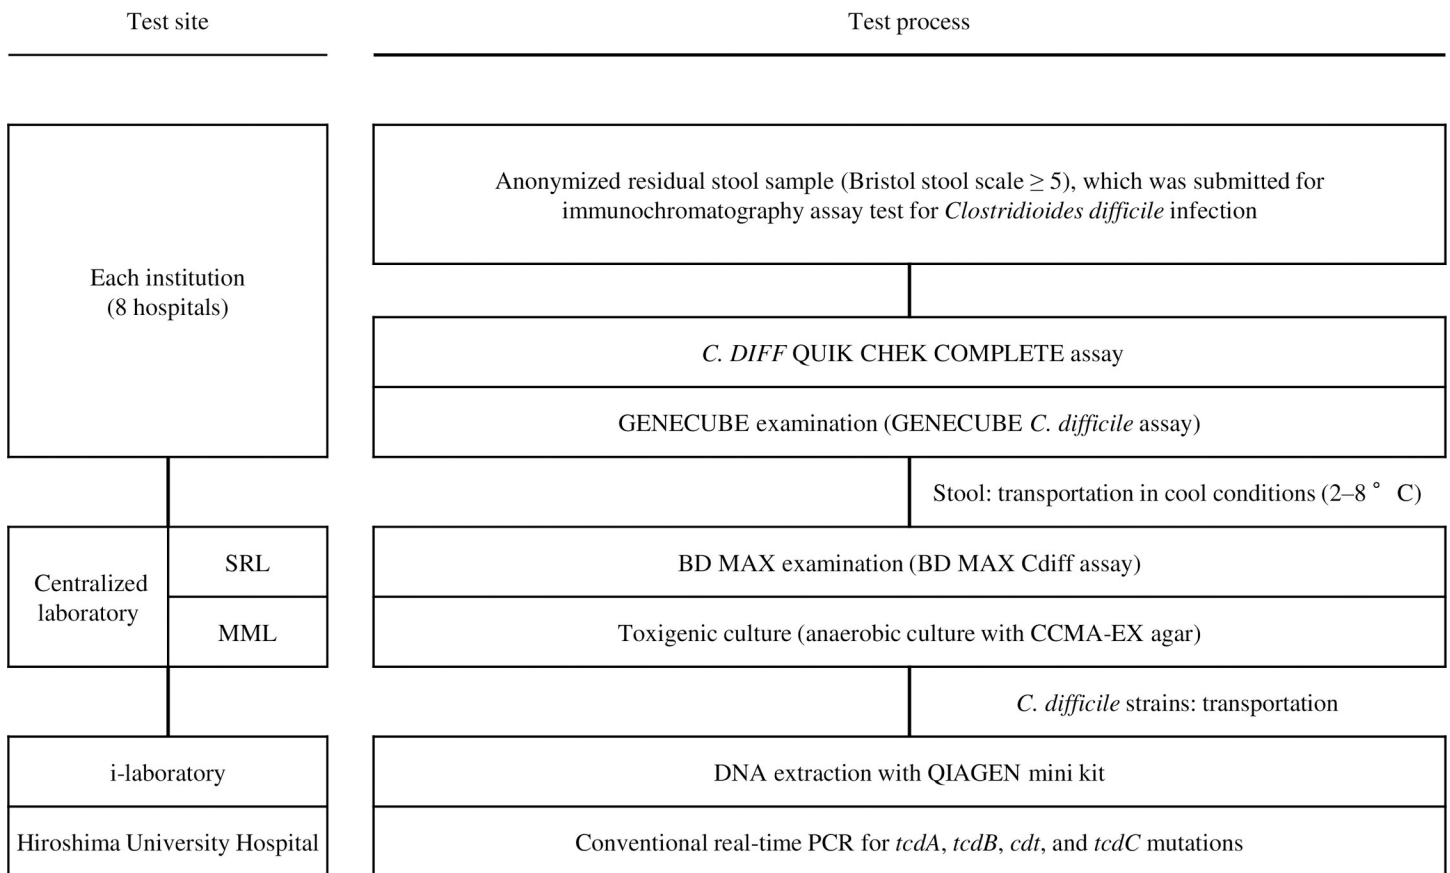 Test site
Test process
Anonymized residual stool sample (Bristol stool scale ≥ 5), which was submitted for
immunochromatography assay test for Clostridioides difficile infection
Each institution
(8 hospitals)
C. DIFF QUIK CHEK COMPLETE assay
GENECUBE examination (GENECUBE C. difficile assay)
Stool: transportation in cool conditions (2–8 ° C)
Centralized
laboratory
SRL
BD MAX examination (BD MAX Cdiff assay)
MML
Toxigenic culture (anaerobic culture with CCMA-EX agar)
C. difficile strains: transportation
i-laboratory
DNA extraction with QIAGEN mini kit
Hiroshima University Hospital
Conventional real-time PCR for tcdA, tcdB, cdt, and tcdC mutations